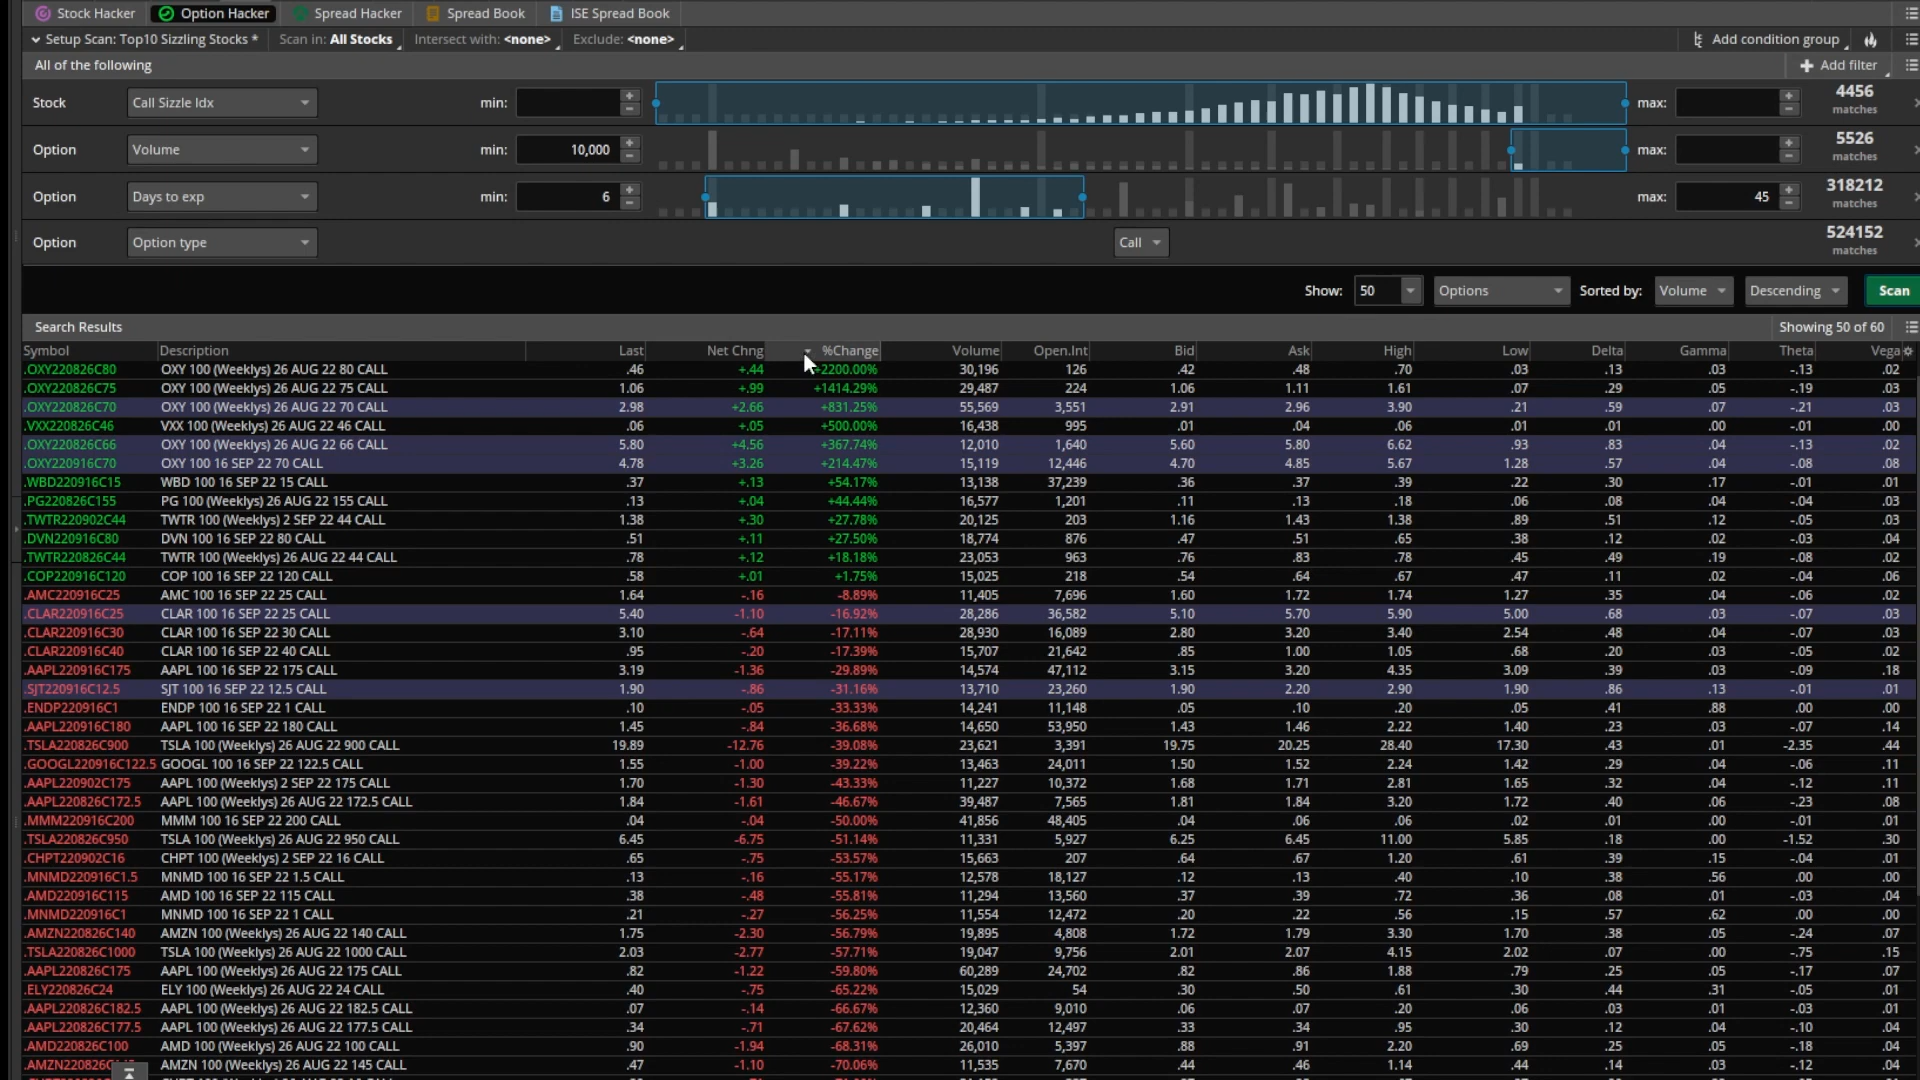 Stock Hacker Option Hacker Spread Hacker Spread Book ISE Spread Book
Setup Scan: Top10 Sizzling Stocks * Scan in: All Stocks Intersect with: <none> Exclude: <none> Add condition group
All of the following Add filter
Stock Call Sizzle Idx min: max: 4456 matches
Option Volume min: 10,000 max: 5526 matches
Option Days to exp min: 6 max: 45 318212 matches
Option Option type Call 524152 matches
Show: 50 Options Sorted by: Volume Descending Scan
Search Results Showing 50 of 60
Symbol Description Last Net Chng %Change Volume Open.Int Bid Ask High Low Delta Gamma Theta Vega
.OXY220826C80 OXY 100 (Weeklys) 26 AUG 22 80 CALL .46 +.44 +2200.00% 30,196 126 .42 .48 .70 .03 .13 .03 -.13 .02
.OXY220826C75 OXY 100 (Weeklys) 26 AUG 22 75 CALL 1.06 +.99 +1414.29% 29,487 224 1.06 1.11 1.61 .07 .29 .05 -.19 .03
.OXY220826C70 OXY 100 (Weeklys) 26 AUG 22 70 CALL 2.98 +2.66 +831.25% 55,569 3,551 2.91 2.96 3.90 .21 .59 .07 -.21 .03
.VXX220826C46 VXX 100 (Weeklys) 26 AUG 22 46 CALL .06 +.05 +500.00% 16,438 995 .01 .04 .06 .01 .01 .00 -.01 .00
.OXY220826C66 OXY 100 (Weeklys) 26 AUG 22 66 CALL 5.80 +4.56 +367.74% 12,010 1,640 5.60 5.80 6.62 .93 .83 .04 -.13 .02
.OXY220916C70 OXY 100 16 SEP 22 70 CALL 4.78 +3.26 +214.47% 15,119 12,446 4.70 4.85 5.67 1.28 .57 .04 -.08 .08
.WBD220916C15 WBD 100 16 SEP 22 15 CALL .37 +.13 +54.17% 13,138 37,239 .36 .37 .39 .22 .30 .17 -.01 .01
.PG220826C155 PG 100 (Weeklys) 26 AUG 22 155 CALL .13 +.04 +44.44% 16,577 1,201 .11 .13 .18 .06 .08 .04 -.04 .03
.TWTR220902C44 TWTR 100 (Weeklys) 2 SEP 22 44 CALL 1.38 +.30 +27.78% 20,125 203 1.16 1.43 1.38 .89 .51 .12 -.05 .03
.DVN220916C80 DVN 100 16 SEP 22 80 CALL .51 +.11 +27.50% 18,774 876 .47 .51 .65 .38 .12 .02 -.03 .04
.TWTR220826C44 TWTR 100 (Weeklys) 26 AUG 22 44 CALL .78 +.12 +18.18% 23,053 963 .76 .83 .78 .45 .49 .19 -.08 .02
.COP220916C120 COP 100 16 SEP 22 120 CALL .58 +.01 +1.75% 15,025 218 .54 .64 .67 .47 .11 .02 -.04 .06
.AMC220916C25 AMC 100 16 SEP 22 25 CALL 1.64 -.16 -8.89% 11,405 7,696 1.60 1.72 1.74 1.27 .35 .04 -.06 .02
.CLAR220916C25 CLAR 100 16 SEP 22 25 CALL 5.40 -1.10 -16.92% 28,286 36,582 5.10 5.70 5.90 5.00 .68 .03 -.07 .03
.CLAR220916C30 CLAR 100 16 SEP 22 30 CALL 3.10 -.64 -17.11% 28,930 16,089 2.80 3.20 3.40 2.54 .48 .04 -.07 .03
.CLAR220916C40 CLAR 100 16 SEP 22 40 CALL .95 -.20 -17.39% 15,707 21,642 .85 1.00 1.05 .68 .20 .03 -.05 .02
.AAPL220916C175 AAPL 100 16 SEP 22 175 CALL 3.19 -1.36 -29.89% 14,574 47,112 3.15 3.20 4.35 3.09 .39 .03 -.09 .18
.SJT220916C12.5 SJT 100 16 SEP 22 12.5 CALL 1.90 -.86 -31.16% 13,710 23,260 1.90 2.20 2.90 1.90 .86 .13 -.01 .01
.ENDP220916C1 ENDP 100 16 SEP 22 1 CALL .10 -.05 -33.33% 14,241 11,148 .05 .10 .20 .05 .41 .88 .00 .00
.AAPL220916C180 AAPL 100 16 SEP 22 180 CALL 1.45 -.84 -36.68% 14,650 53,950 1.43 1.46 2.22 1.40 .23 .03 -.07 .14
.TSLA220826C900 TSLA 100 (Weeklys) 26 AUG 22 900 CALL 19.89 -12.76 -39.08% 23,621 3,391 19.75 20.25 28.40 17.30 .43 .01 -2.35 .44
.GOOGL220916C122.5 GOOGL 100 16 SEP 22 122.5 CALL 1.55 -1.00 -39.22% 13,463 24,011 1.50 1.52 2.24 1.42 .29 .04 -.06 .11
.AAPL220902C175 AAPL 100 (Weeklys) 2 SEP 22 175 CALL 1.70 -1.30 -43.33% 11,227 10,372 1.68 1.71 2.81 1.65 .32 .04 -.12 .11
.AAPL220826C172.5 AAPL 100 (Weeklys) 26 AUG 22 172.5 CALL 1.84 -1.61 -46.67% 39,487 7,565 1.81 1.84 3.20 1.72 .40 .06 -.23 .08
.MMM220916C200 MMM 100 16 SEP 22 200 CALL .04 -.04 -50.00% 41,856 48,405 .04 .06 .06 .02 .01 .00 -.01 .01
.TSLA220826C950 TSLA 100 (Weeklys) 26 AUG 22 950 CALL 6.45 -6.75 -51.14% 11,331 5,927 6.25 6.45 11.00 5.85 .18 .00 -1.52 .30
.CHPT220902C16 CHPT 100 (Weeklys) 2 SEP 22 16 CALL .65 -.75 -53.57% 15,663 207 .64 .67 1.20 .61 .39 .15 -.04 .01
.MNMD220916C1.5 MNMD 100 16 SEP 22 1.5 CALL .13 -.16 -55.17% 12,578 18,127 .12 .13 .40 .10 .38 .56 .00 .00
.AMD220916C115 AMD 100 16 SEP 22 115 CALL .38 -.48 -55.81% 11,294 13,560 .37 .39 .72 .36 .08 .01 -.03 .04
.MNMD220916C1 MNMD 100 16 SEP 22 1 CALL .21 -.27 -56.25% 11,554 12,472 .20 .22 .56 .15 .57 .62 .00 .00
.AMZN220826C140 AMZN 100 (Weeklys) 26 AUG 22 140 CALL 1.75 -2.30 -56.79% 19,895 4,808 1.72 1.79 3.30 1.70 .38 .05 -.24 .07
.TSLA220826C1000 TSLA 100 (Weeklys) 26 AUG 22 1000 CALL 2.03 -2.77 -57.71% 19,047 9,756 2.01 2.07 4.15 2.02 .07 .00 -.75 .15
.AAPL220826C175 AAPL 100 (Weeklys) 26 AUG 22 175 CALL .82 -1.22 -59.80% 60,289 24,702 .82 .86 1.88 .79 .25 .05 -.17 .07
.ELY220826C24 ELY 100 (Weeklys) 26 AUG 22 24 CALL .40 -.75 -65.22% 15,029 54 .30 .50 .61 .30 .44 .31 -.05 .01
.AAPL220826C182.5 AAPL 100 (Weeklys) 26 AUG 22 182.5 CALL .07 -.14 -66.67% 12,360 9,010 .06 .07 .20 .06 .03 .01 -.03 .01
.AAPL220826C177.5 AAPL 100 (Weeklys) 26 AUG 22 177.5 CALL .34 -.71 -67.62% 20,464 12,497 .33 .34 .95 .30 .12 .04 -.10 .04
.AMD220826C100 AMD 100 (Weeklys) 26 AUG 22 100 CALL .90 -1.94 -68.31% 26,010 5,397 .88 .91 2.20 .69 .25 .05 -.18 .04
.AMZN220826C AMZN 100 (Weeklys) 26 AUG 22 145 CALL .47 -1.10 -70.06% 11,535 7,670 .44 .46 1.14 .44 .14 .03 -.12 .04